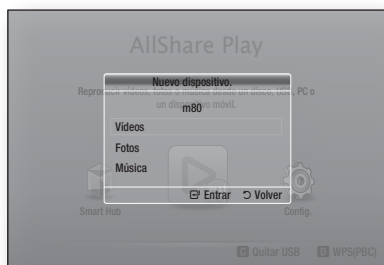 AllShare Play
Nuevo dispositivo.
Reproducir vídeos, fotos o música desde un disco, USB, PC o
un dispositivo móvil.
m80
Vídeos
Fotos
Música
Entrar Volver
Smart Hub Config.
C Quitar USB D WPS(PBC)